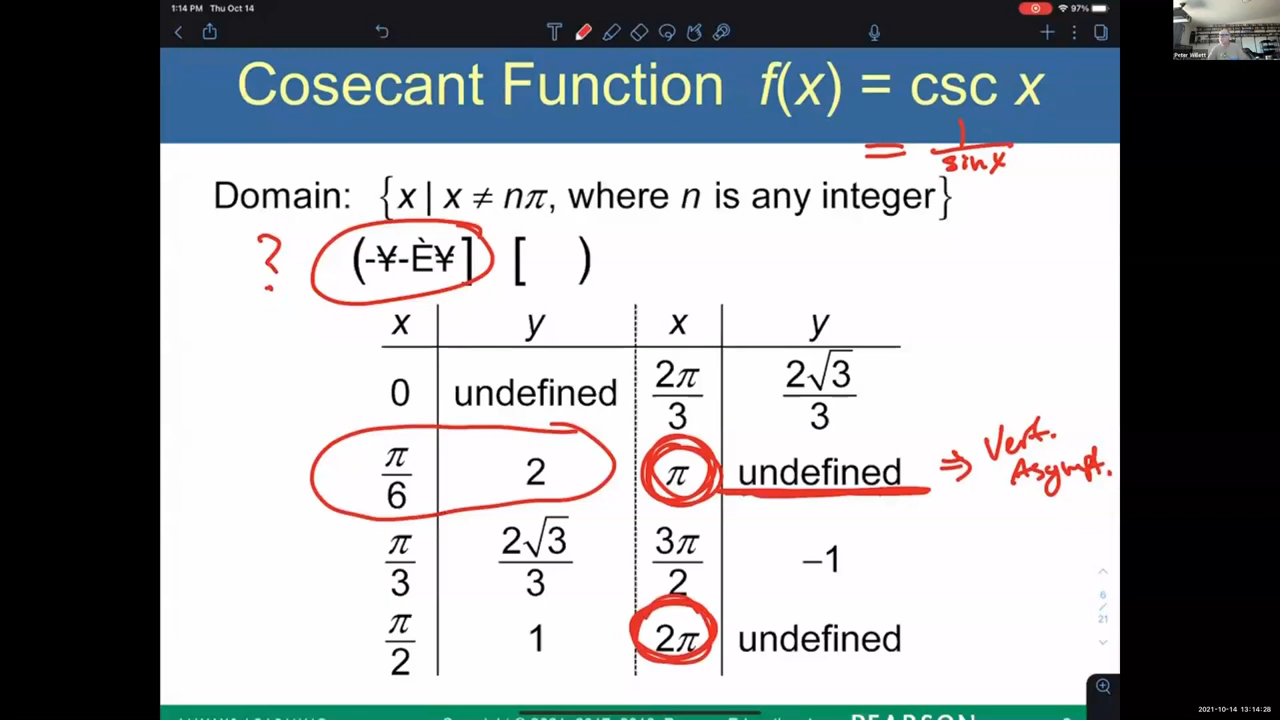 1:14 PM Thu Oct 14
97%
Peter Willett
Cosecant Function f(x) = csc x
= 1/sin x
Domain: {x | x ≠ nπ, where n is any integer}
? (-¥-È¥] [ )
x y x y
0 undefined 2π/3 2√3/3
π/6 2 π undefined ⇒ Vert. Asympt.
π/3 2√3/3 3π/2 –1
π/2 1 2π undefined
6 / 21
PEARSON
2021-10-14 13:14:28